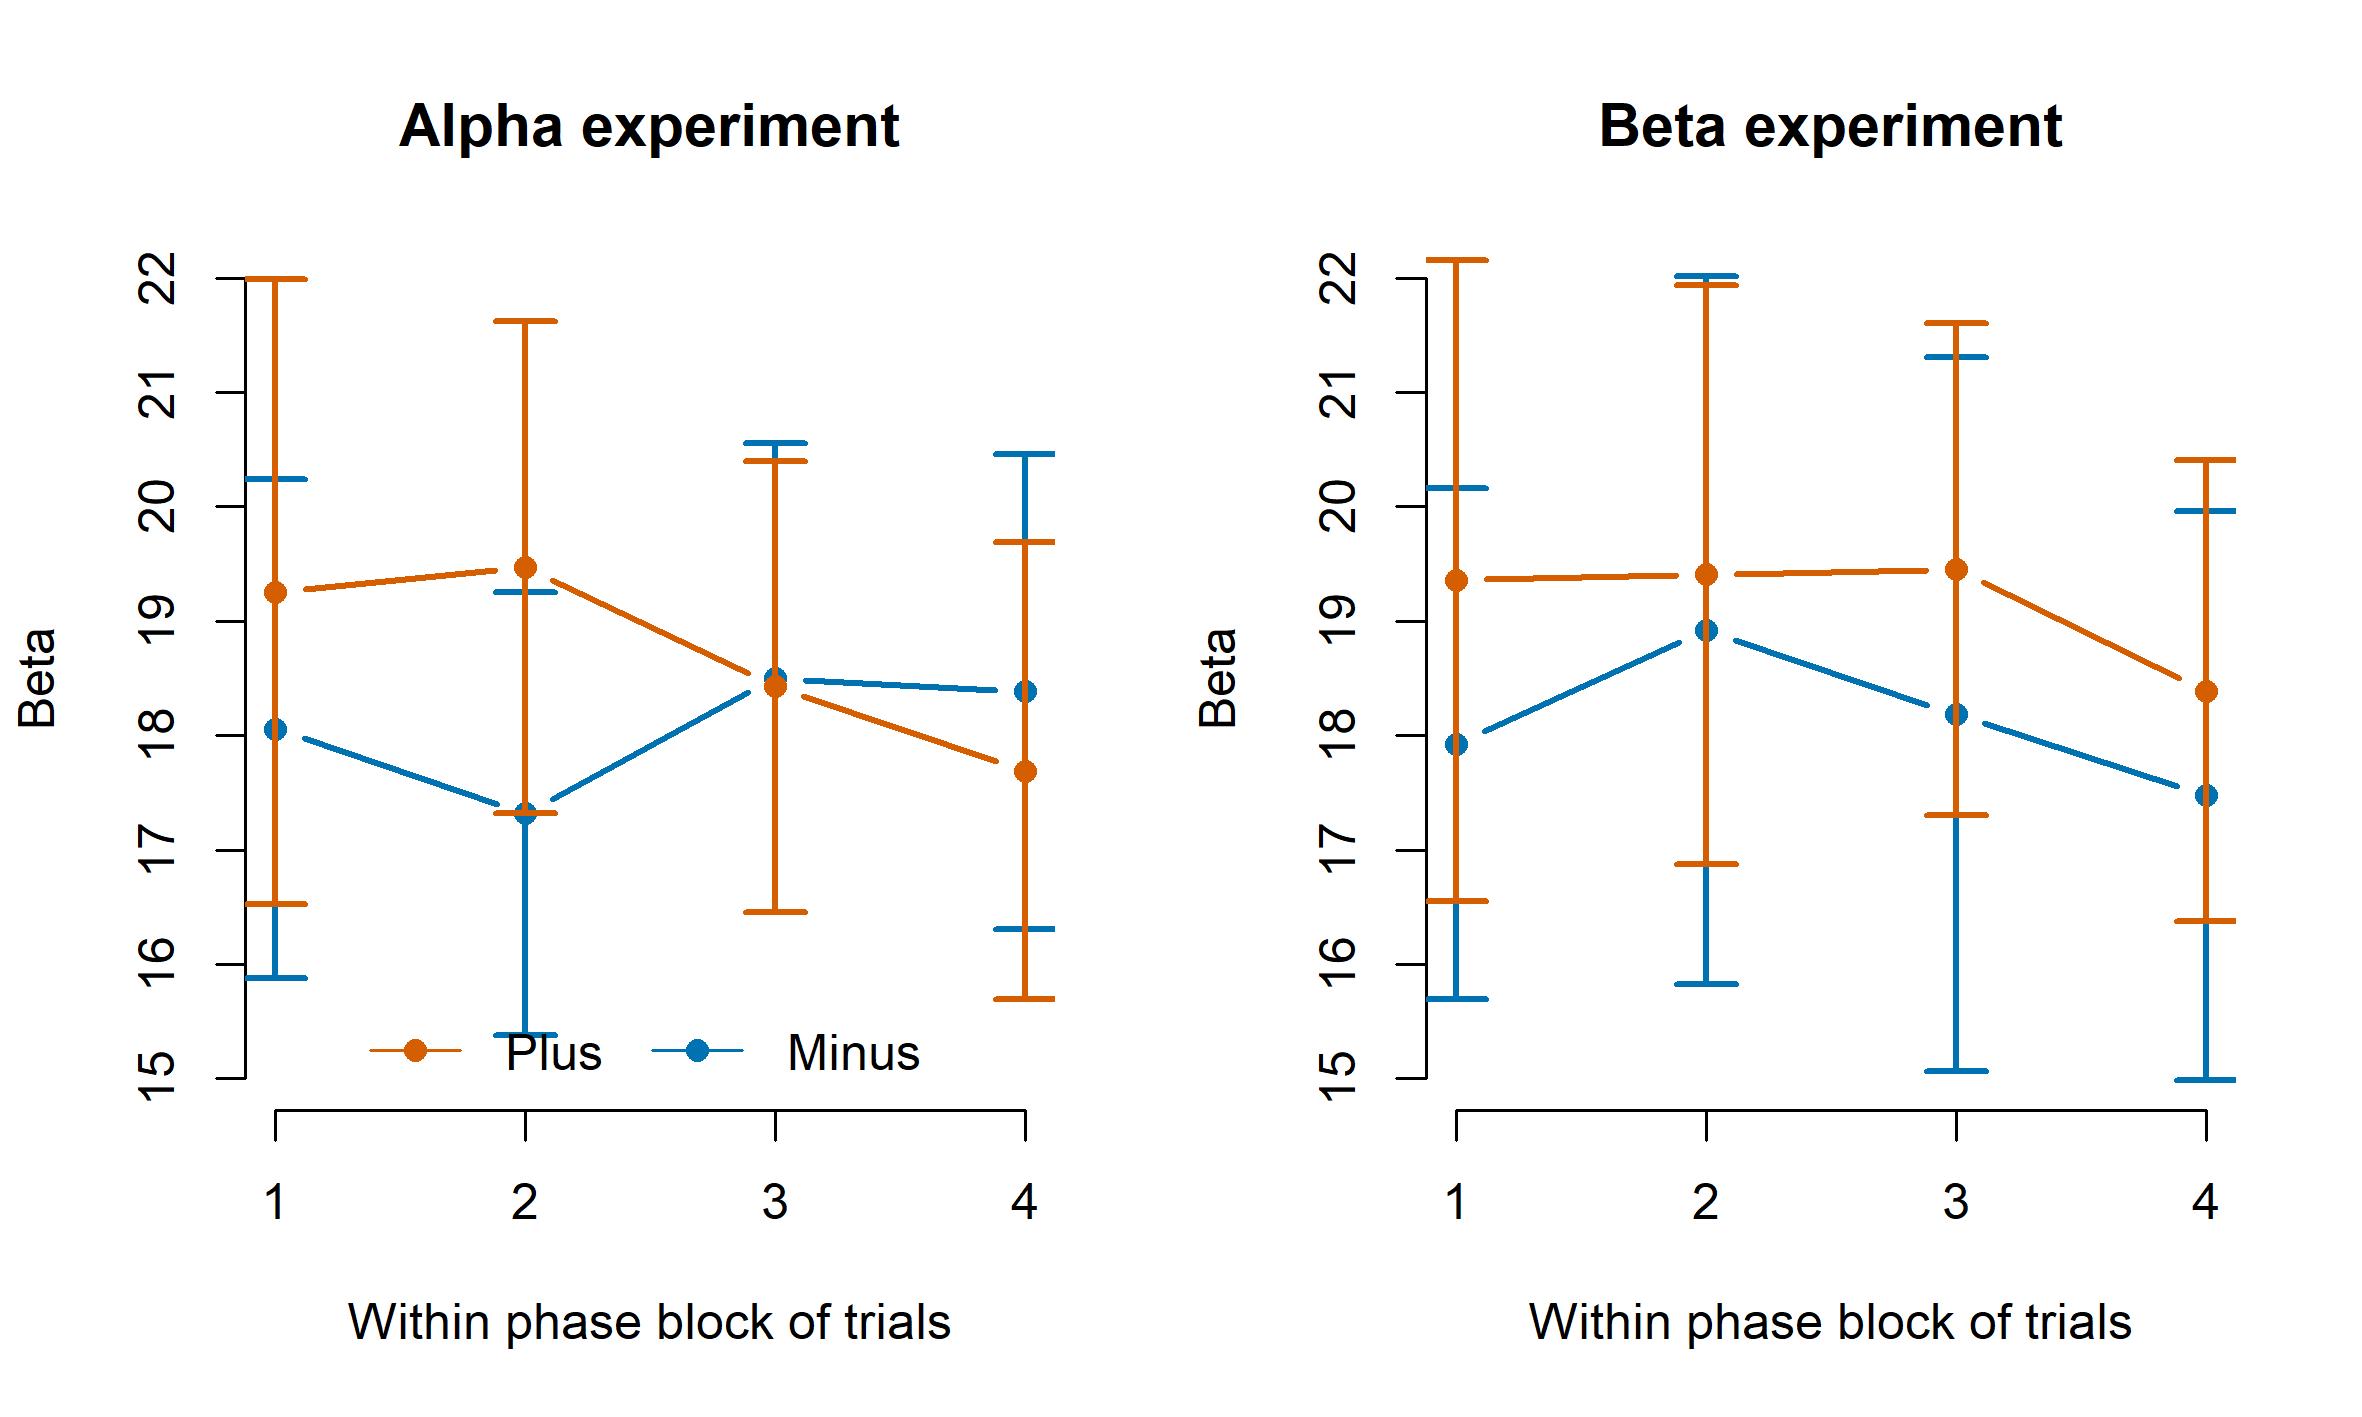 Alpha experiment
Beta
22
21
20
19
18
17
16
15
Plus Minus
1 2 3 4
Within phase block of trials
Beta experiment
Beta
22
21
20
19
18
17
16
15
1 2 3 4
Within phase block of trials